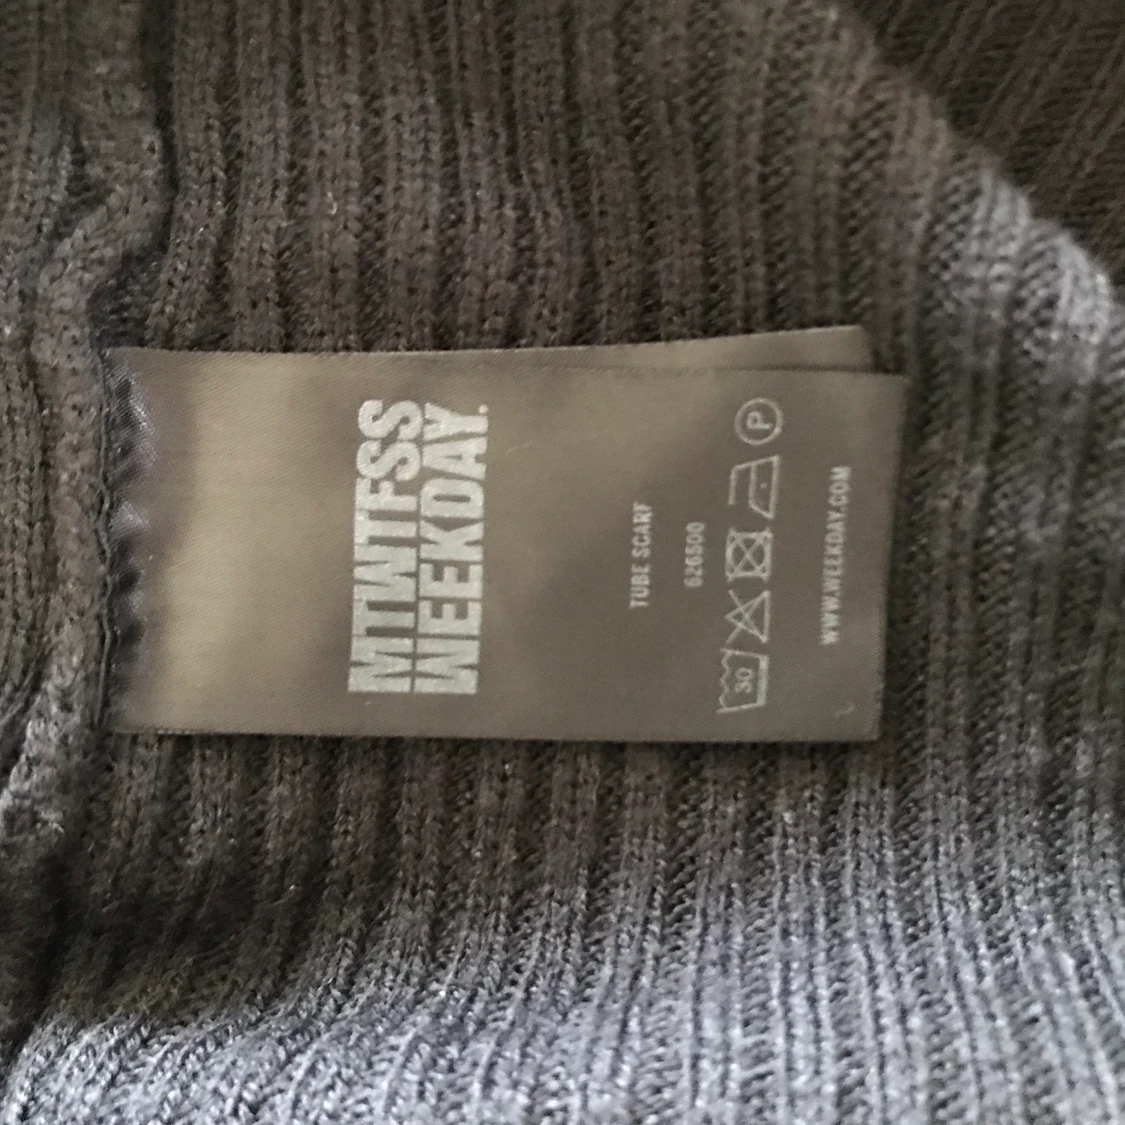 MTWTFSS
WEEKDAY.
TUBE SCARF
626500
30 P
WWW.WEEKDAY.COM